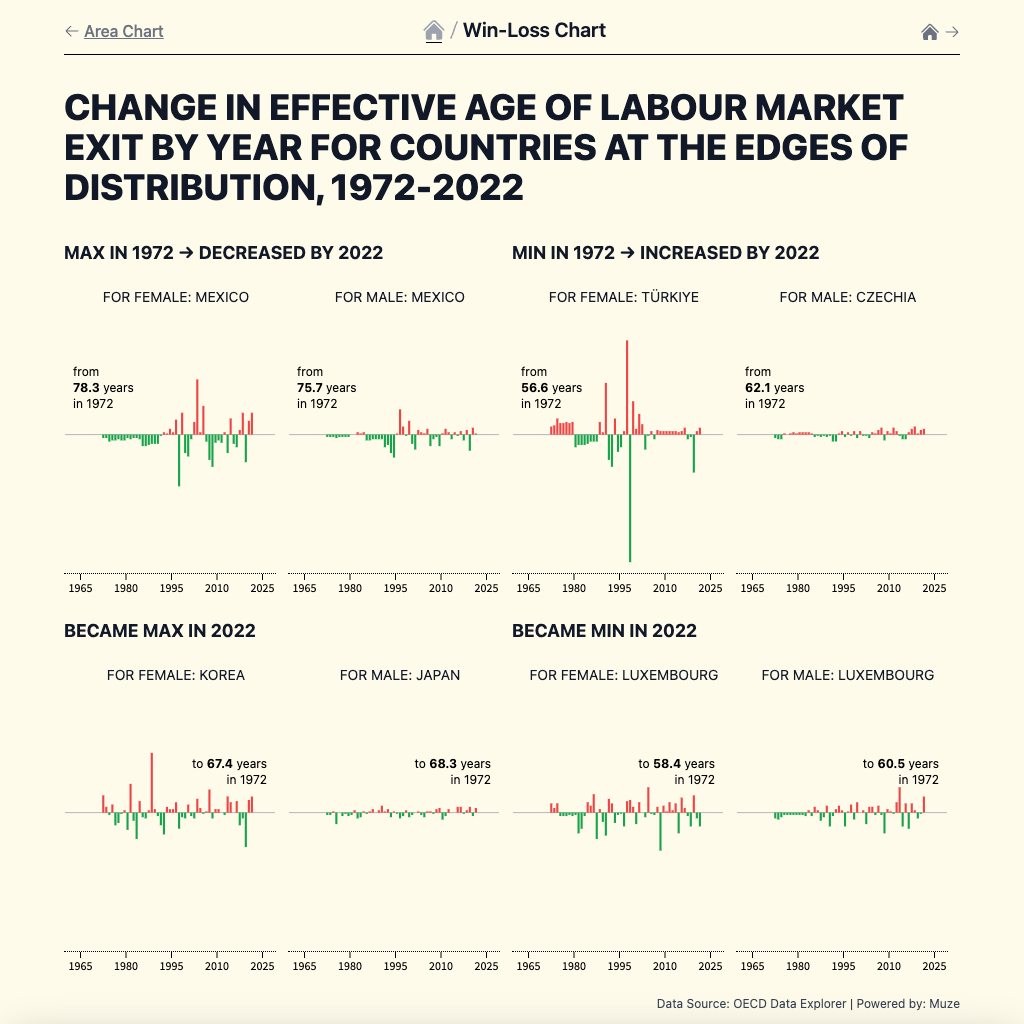 ← Area Chart
/ Win-Loss Chart
→
CHANGE IN EFFECTIVE AGE OF LABOUR MARKET
EXIT BY YEAR FOR COUNTRIES AT THE EDGES OF
DISTRIBUTION, 1972-2022
MAX IN 1972 → DECREASED BY 2022
MIN IN 1972 → INCREASED BY 2022
FOR FEMALE: MEXICO
FOR MALE: MEXICO
FOR FEMALE: TÜRKIYE
FOR MALE: CZECHIA
from
78.3 years
in 1972
from
75.7 years
in 1972
from
56.6 years
in 1972
from
62.1 years
in 1972
1965 1980 1995 2010 2025
1965 1980 1995 2010 2025
1965 1980 1995 2010 2025
1965 1980 1995 2010 2025
BECAME MAX IN 2022
BECAME MIN IN 2022
FOR FEMALE: KOREA
FOR MALE: JAPAN
FOR FEMALE: LUXEMBOURG
FOR MALE: LUXEMBOURG
to 67.4 years
in 1972
to 68.3 years
in 1972
to 58.4 years
in 1972
to 60.5 years
in 1972
1965 1980 1995 2010 2025
1965 1980 1995 2010 2025
1965 1980 1995 2010 2025
1965 1980 1995 2010 2025
Data Source: OECD Data Explorer | Powered by: Muze